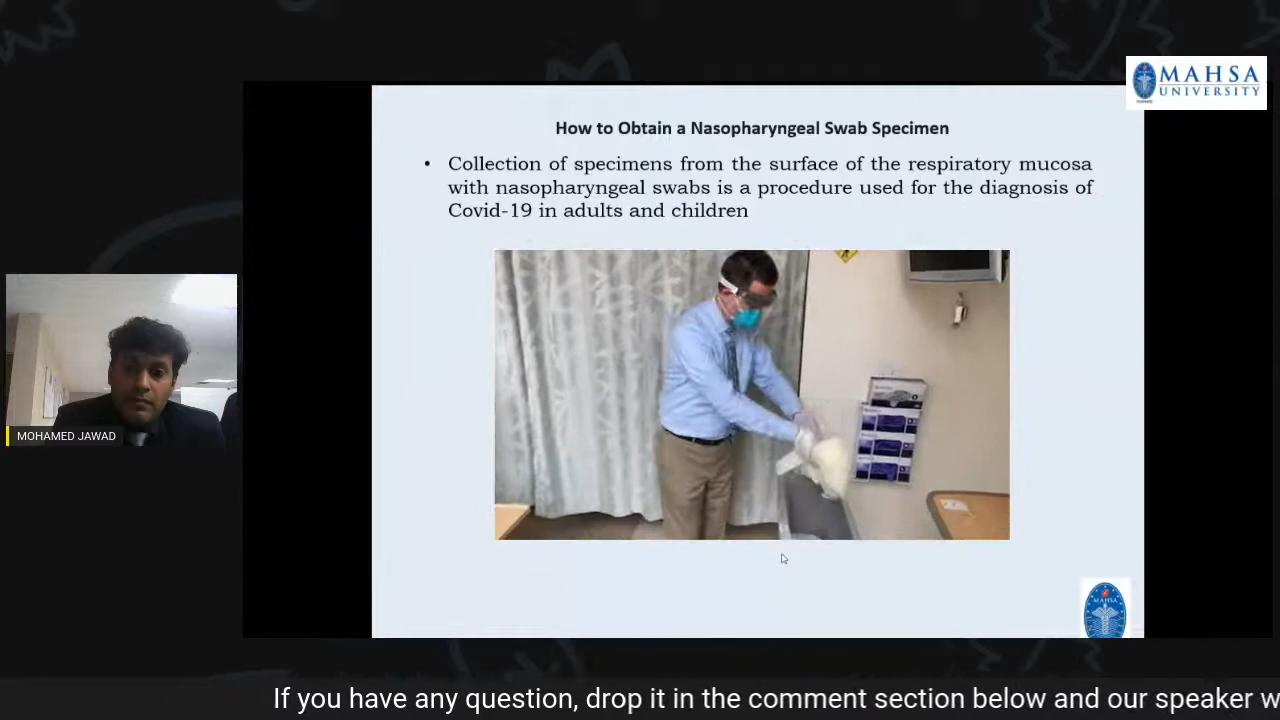 MAHSA
UNIVERSITY
How to Obtain a Nasopharyngeal Swab Specimen
• Collection of specimens from the surface of the respiratory mucosa
with nasopharyngeal swabs is a procedure used for the diagnosis of
Covid-19 in adults and children
MOHAMED JAWAD
MAHSA
If you have any question, drop it in the comment section below and our speaker w